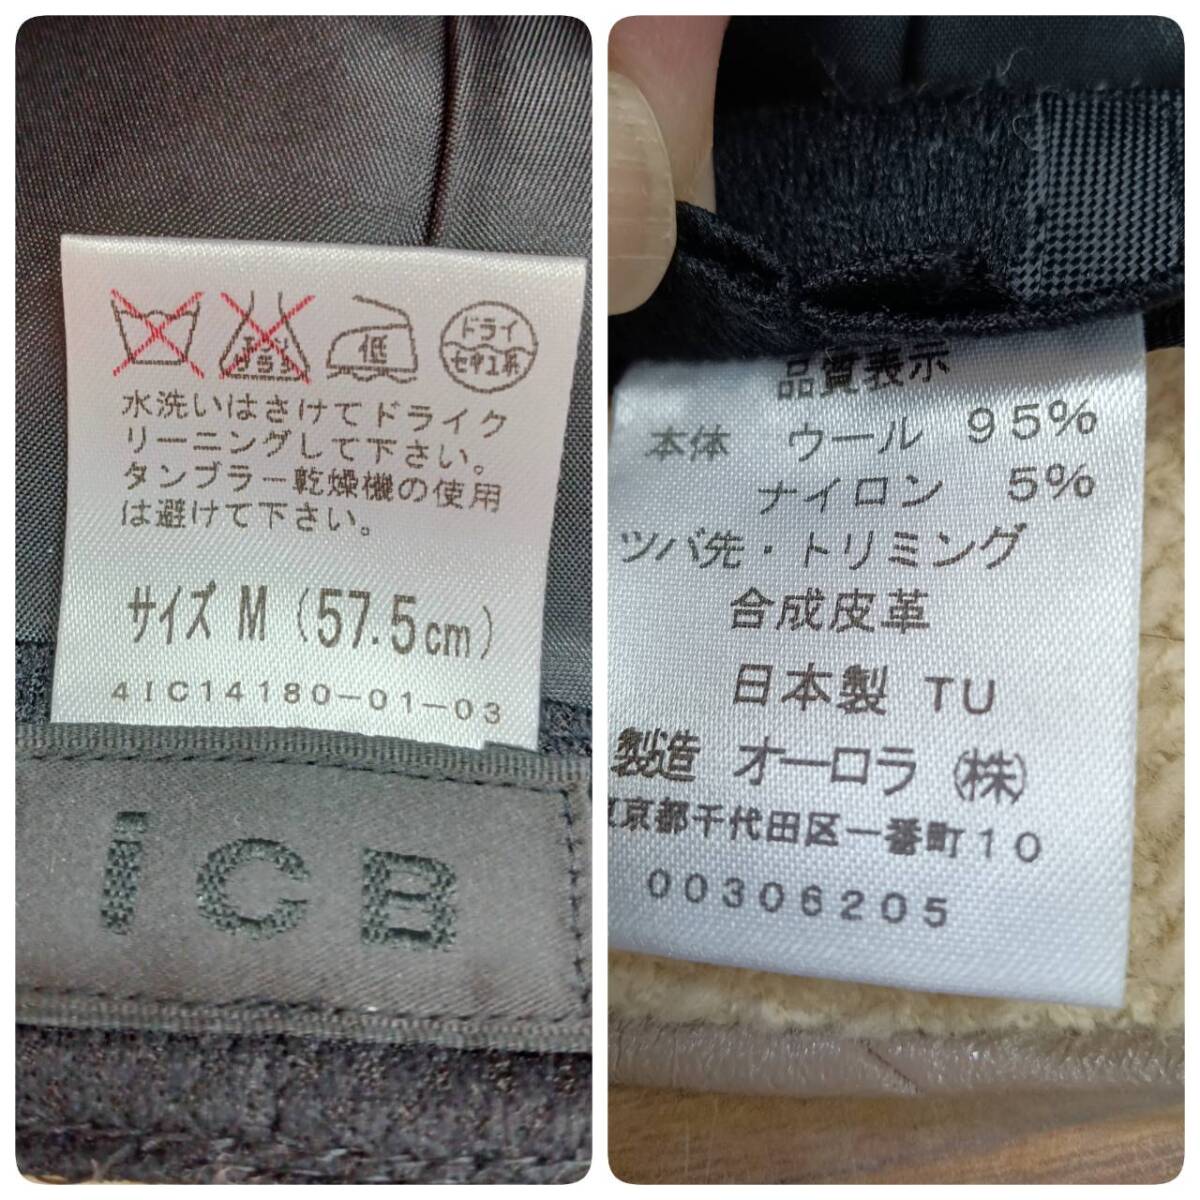 低
ドライ
セキユ系
水洗いはさけてドライク
リーニングして下さい。
タンブラー乾燥機の使用
は避けて下さい。
サイズ M (57.5cm)
4IC14180-01-03
iCB
品質表示
本体 ウール 95%
ナイロン 5%
ツバ先・トリミング
合成皮革
日本製 TU
製造 オーロラ(株)
東京都千代田区一番町10
00306205